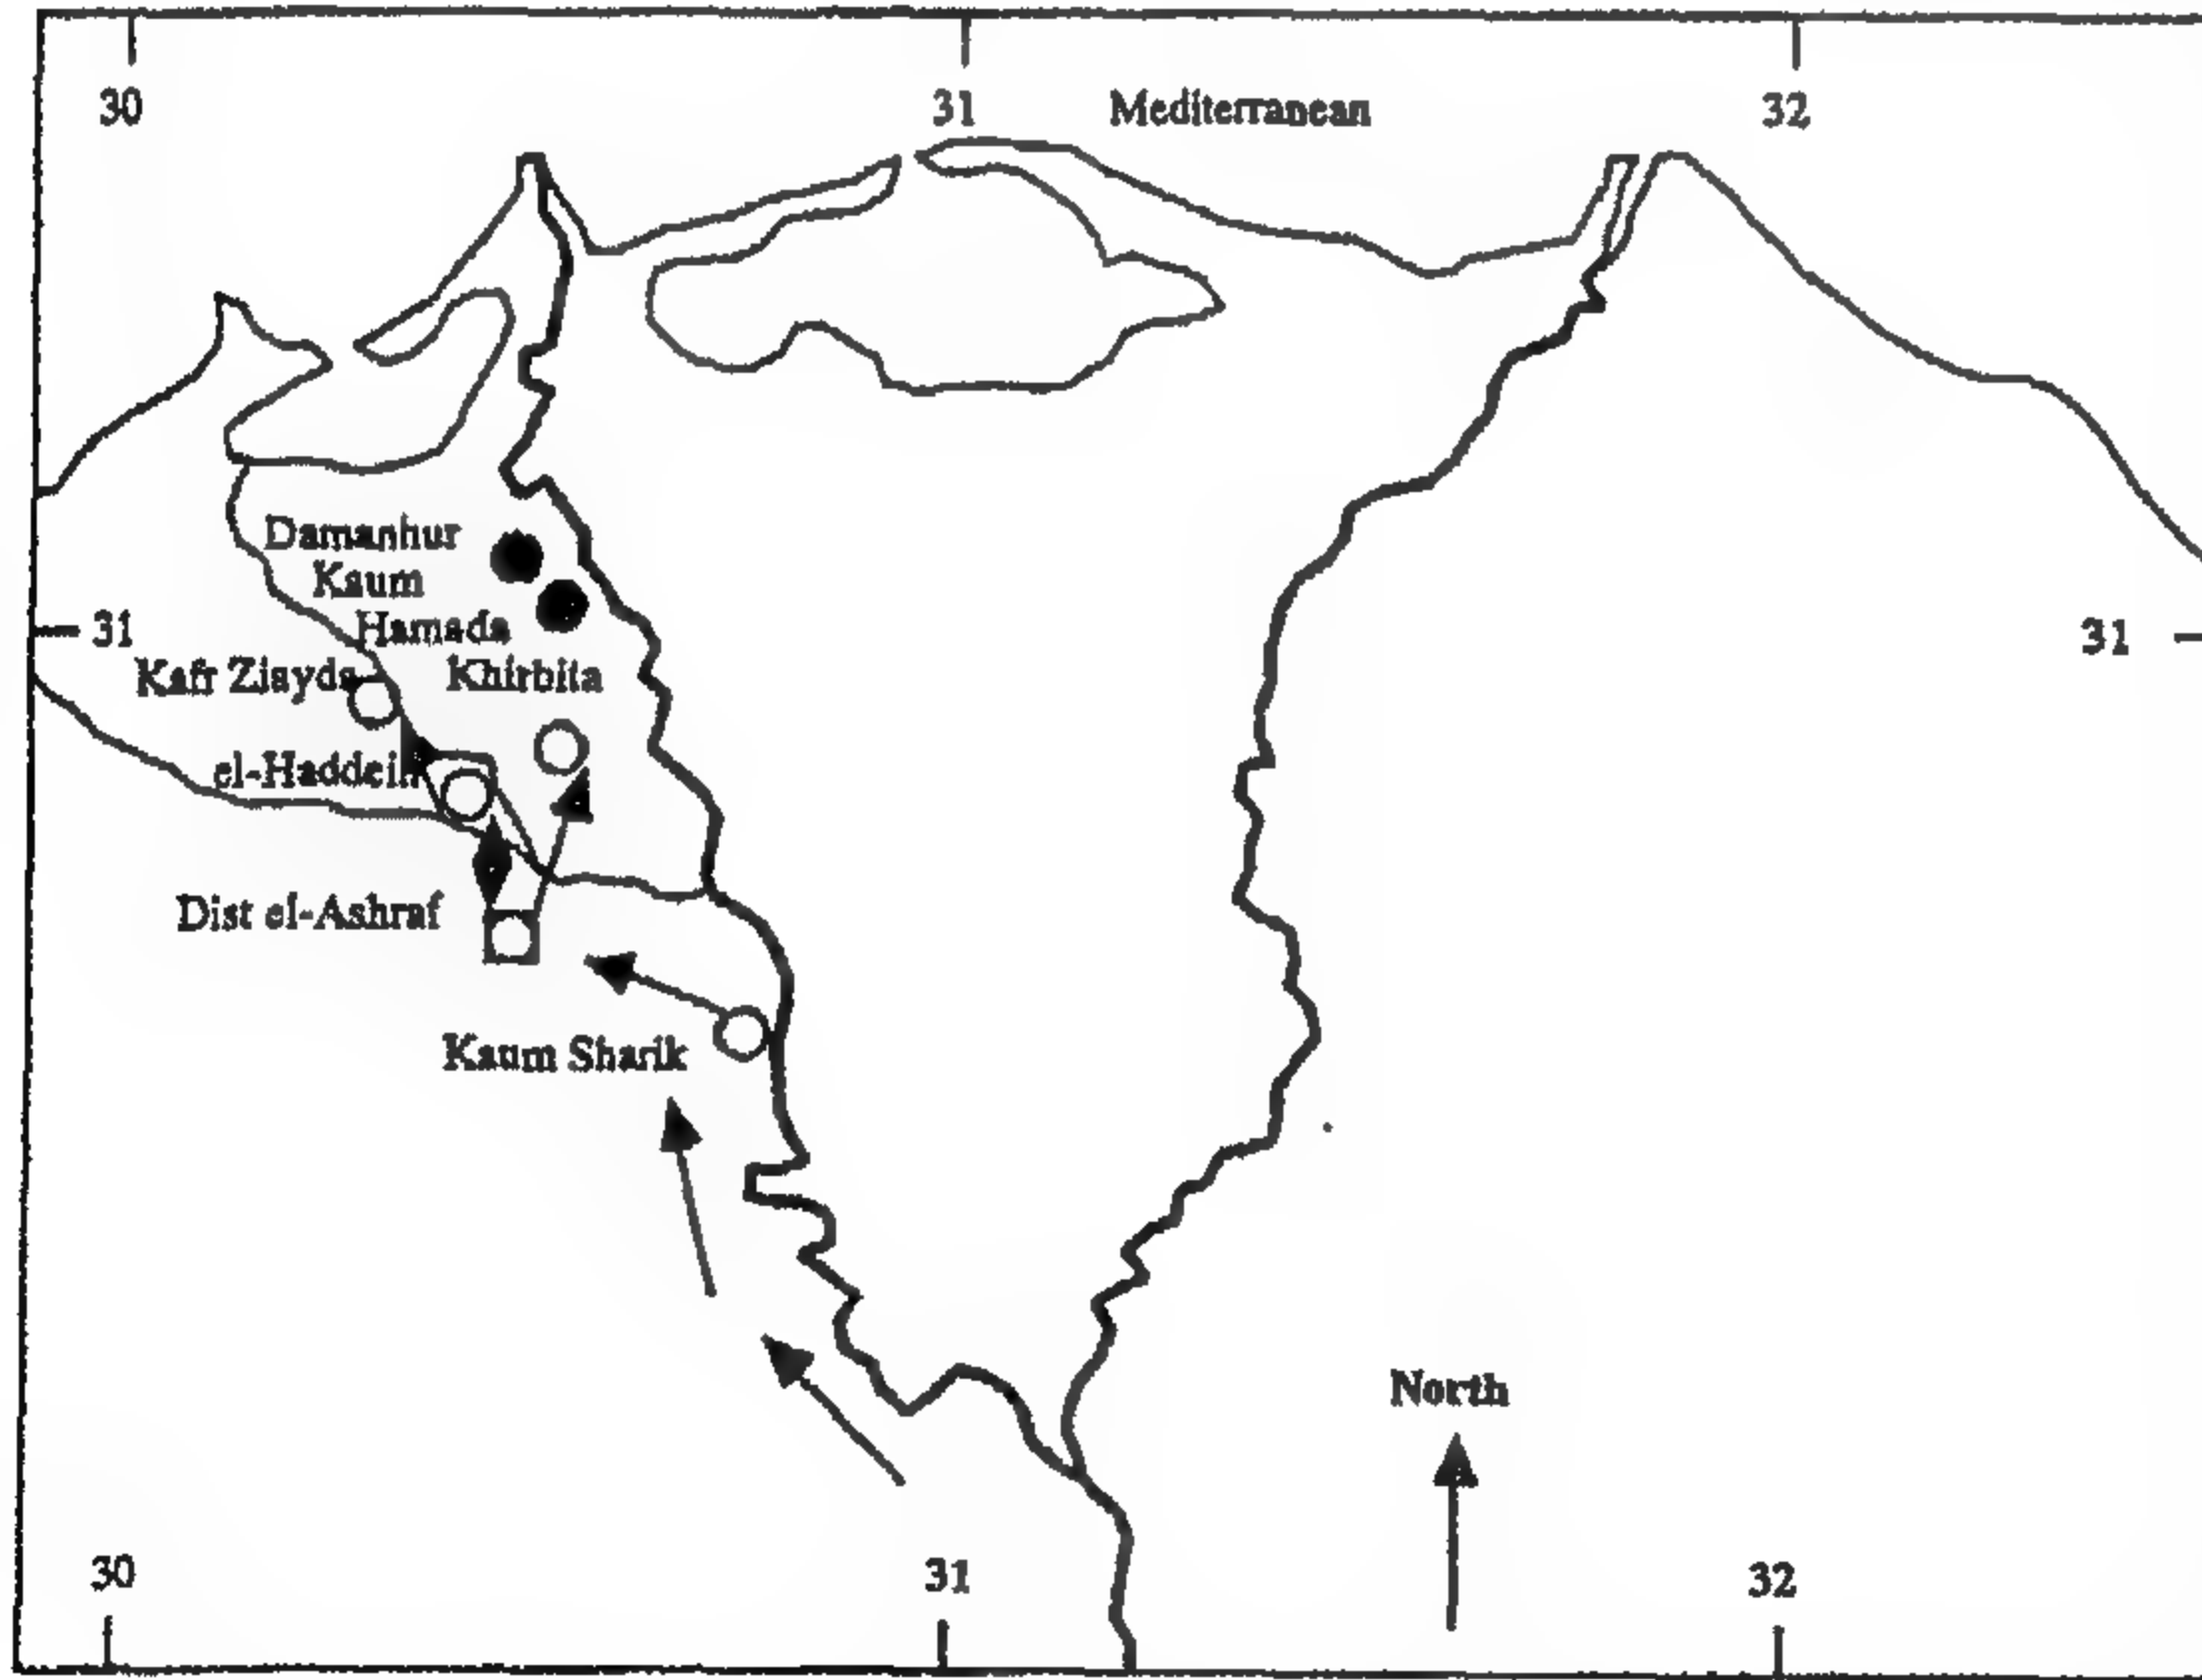 30 31 Mediterranean 32
Damanhur
Kaum
Hamada
31 31
Kafr Ziayda Khirbita
el-Haddein
Dist el-Ashraf
Kaum Sharik
North
30 31 32